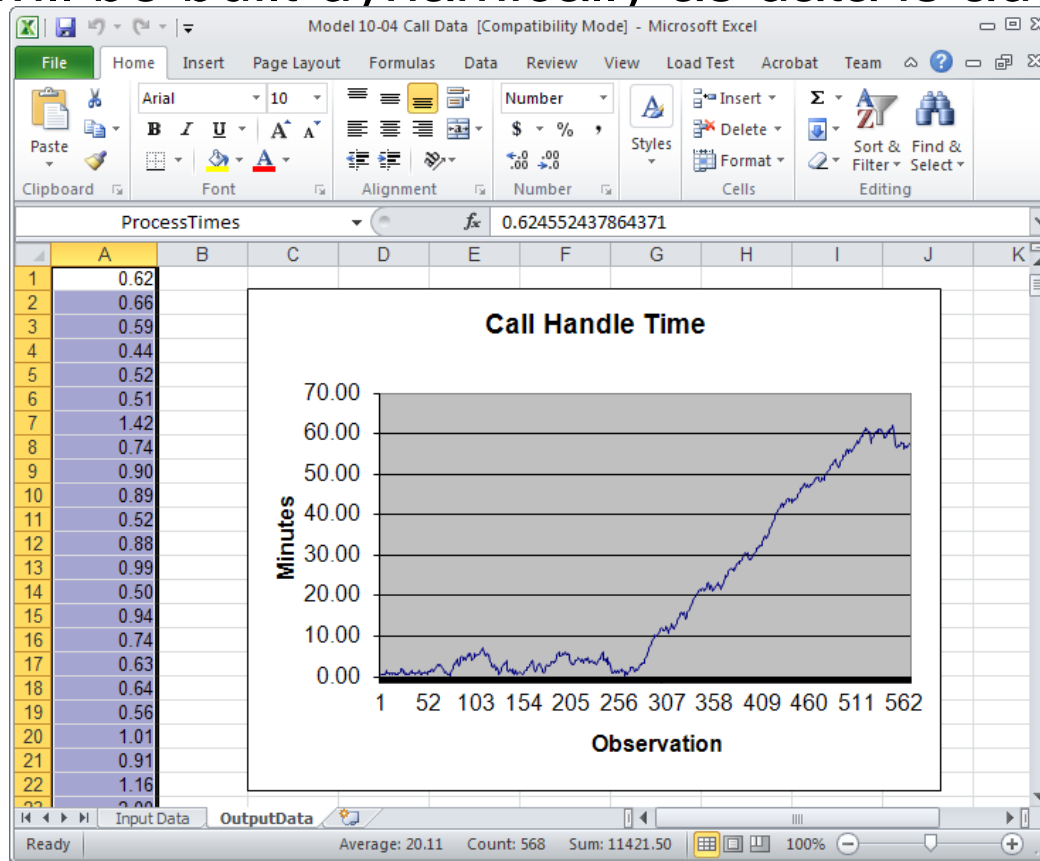 Model 10-04 Call Data [Compatibility Mode] - Microsoft Excel
File Home Insert Page Layout Formulas Data Review View Load Test Acrobat Team
Paste
Arial 10
B I U A A
A
Number
$ % ,
Styles
Insert
Delete
Format
Σ
Sort & Filter
Find & Select
Clipboard Font Alignment Number Cells Editing
ProcessTimes fx 0.624552437864371
A B C D E F G H I J K
1 0.62
2 0.66
3 0.59
4 0.44
5 0.52
6 0.51
7 1.42
8 0.74
9 0.90
10 0.89
11 0.52
12 0.88
13 0.99
14 0.50
15 0.94
16 0.74
17 0.63
18 0.64
19 0.56
20 1.01
21 0.91
22 1.16
Call Handle Time
Minutes
70.00
60.00
50.00
40.00
30.00
20.00
10.00
0.00
1 52 103 154 205 256 307 358 409 460 511 562
Observation
Input Data OutputData
Ready Average: 20.11 Count: 568 Sum: 11421.50 100%